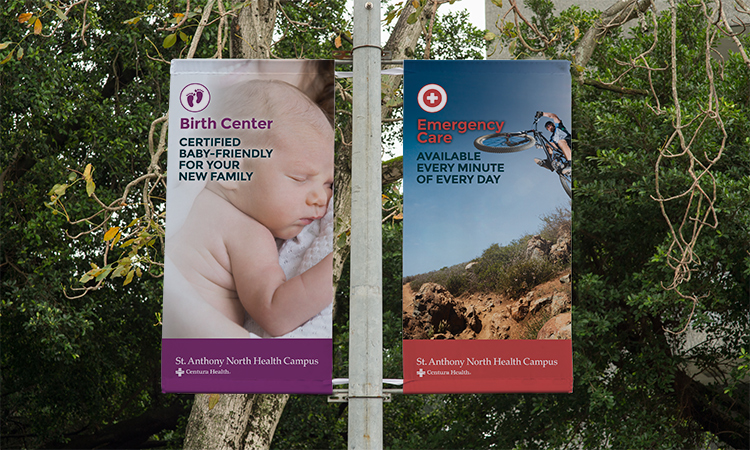 Birth Center
CERTIFIED
BABY-FRIENDLY
FOR YOUR
NEW FAMILY
St. Anthony North Health Campus
Centura Health.
Emergency
Care
AVAILABLE
EVERY MINUTE
OF EVERY DAY
St. Anthony North Health Campus
Centura Health.